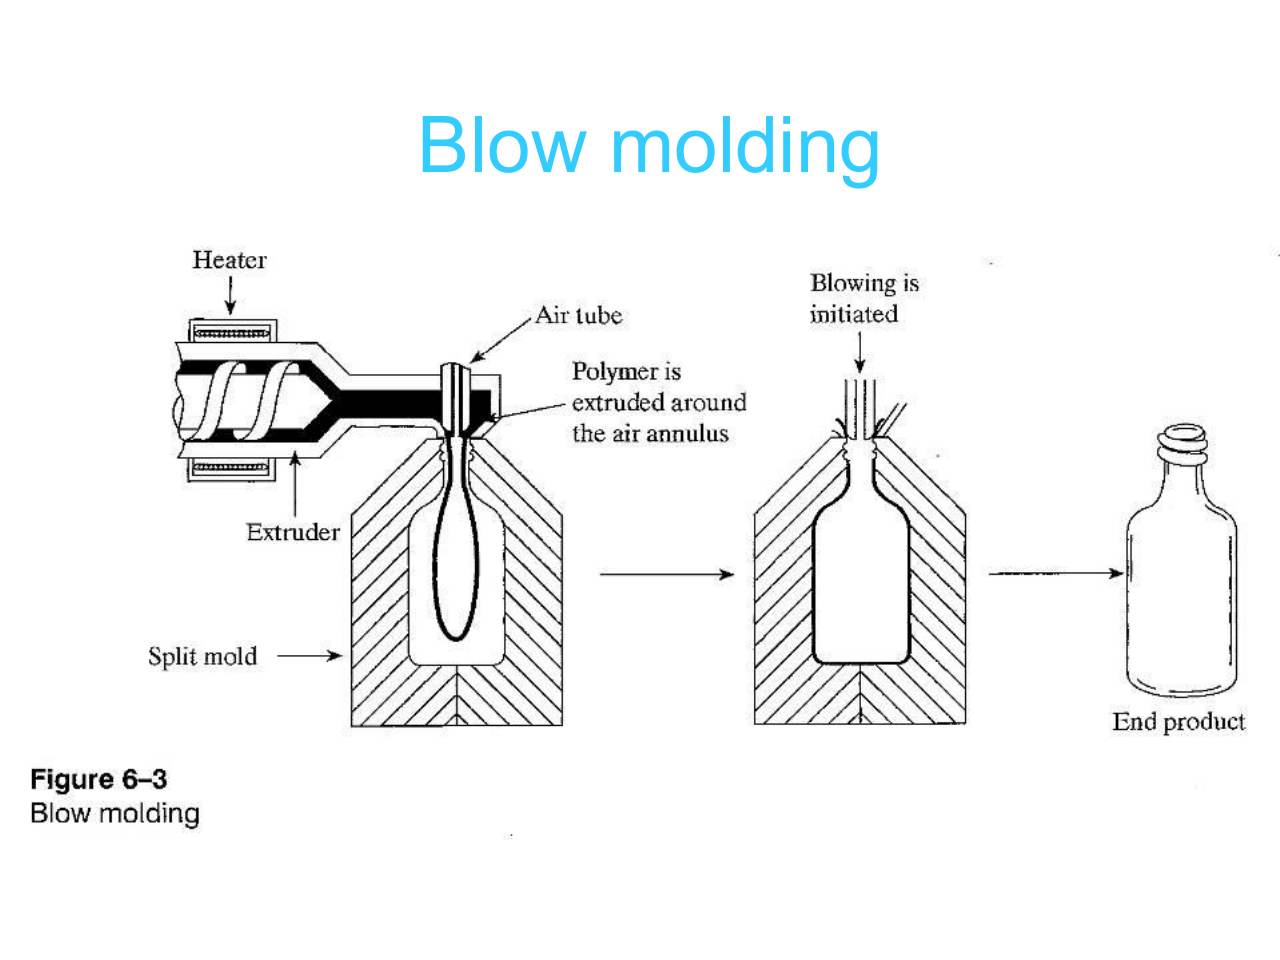 Blow molding
Heater
Air tube
Blowing is
initiated
Polymer is
extruded around
the air annulus
Extruder
Split mold
End product
Figure 6–3
Blow molding